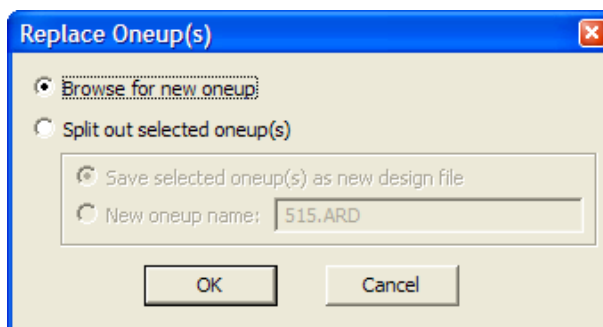 Replace Oneup(s)
Browse for new oneup
Split out selected oneup(s)
Save selected oneup(s) as new design file
New oneup name: 515.ARD
OK Cancel